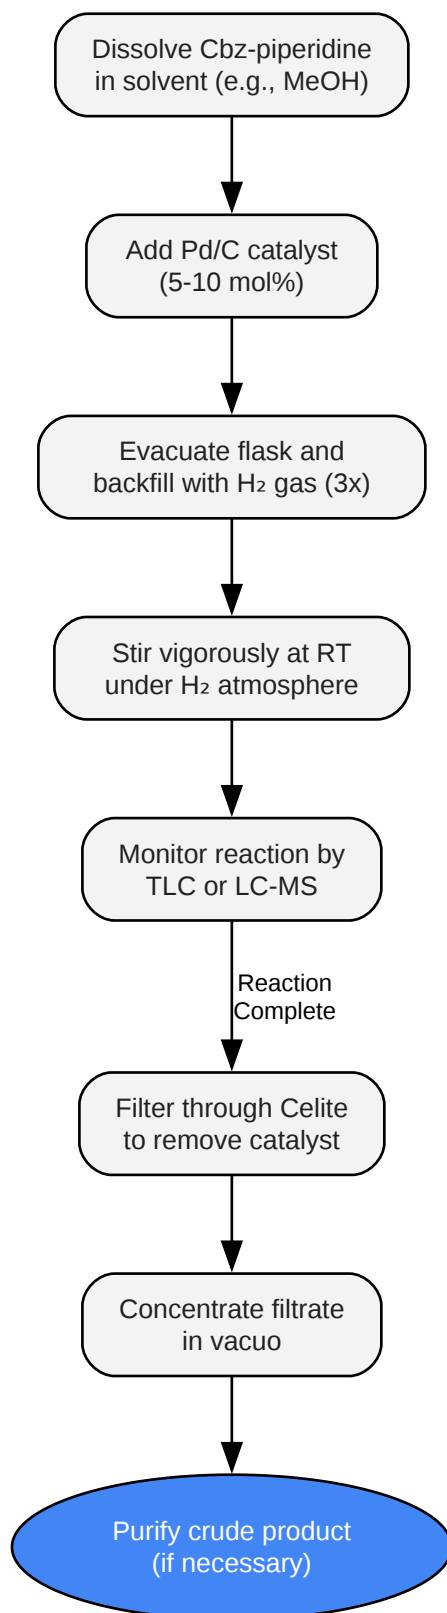 Dissolve Cbz-piperidine
in solvent (e.g., MeOH)
Add Pd/C catalyst
(5-10 mol%)
Evacuate flask and
backfill with H₂ gas (3x)
Stir vigorously at RT
under H₂ atmosphere
Monitor reaction by
TLC or LC-MS
Reaction
Complete
Filter through Celite
to remove catalyst
Concentrate filtrate
in vacuo
Purify crude product
(if necessary)